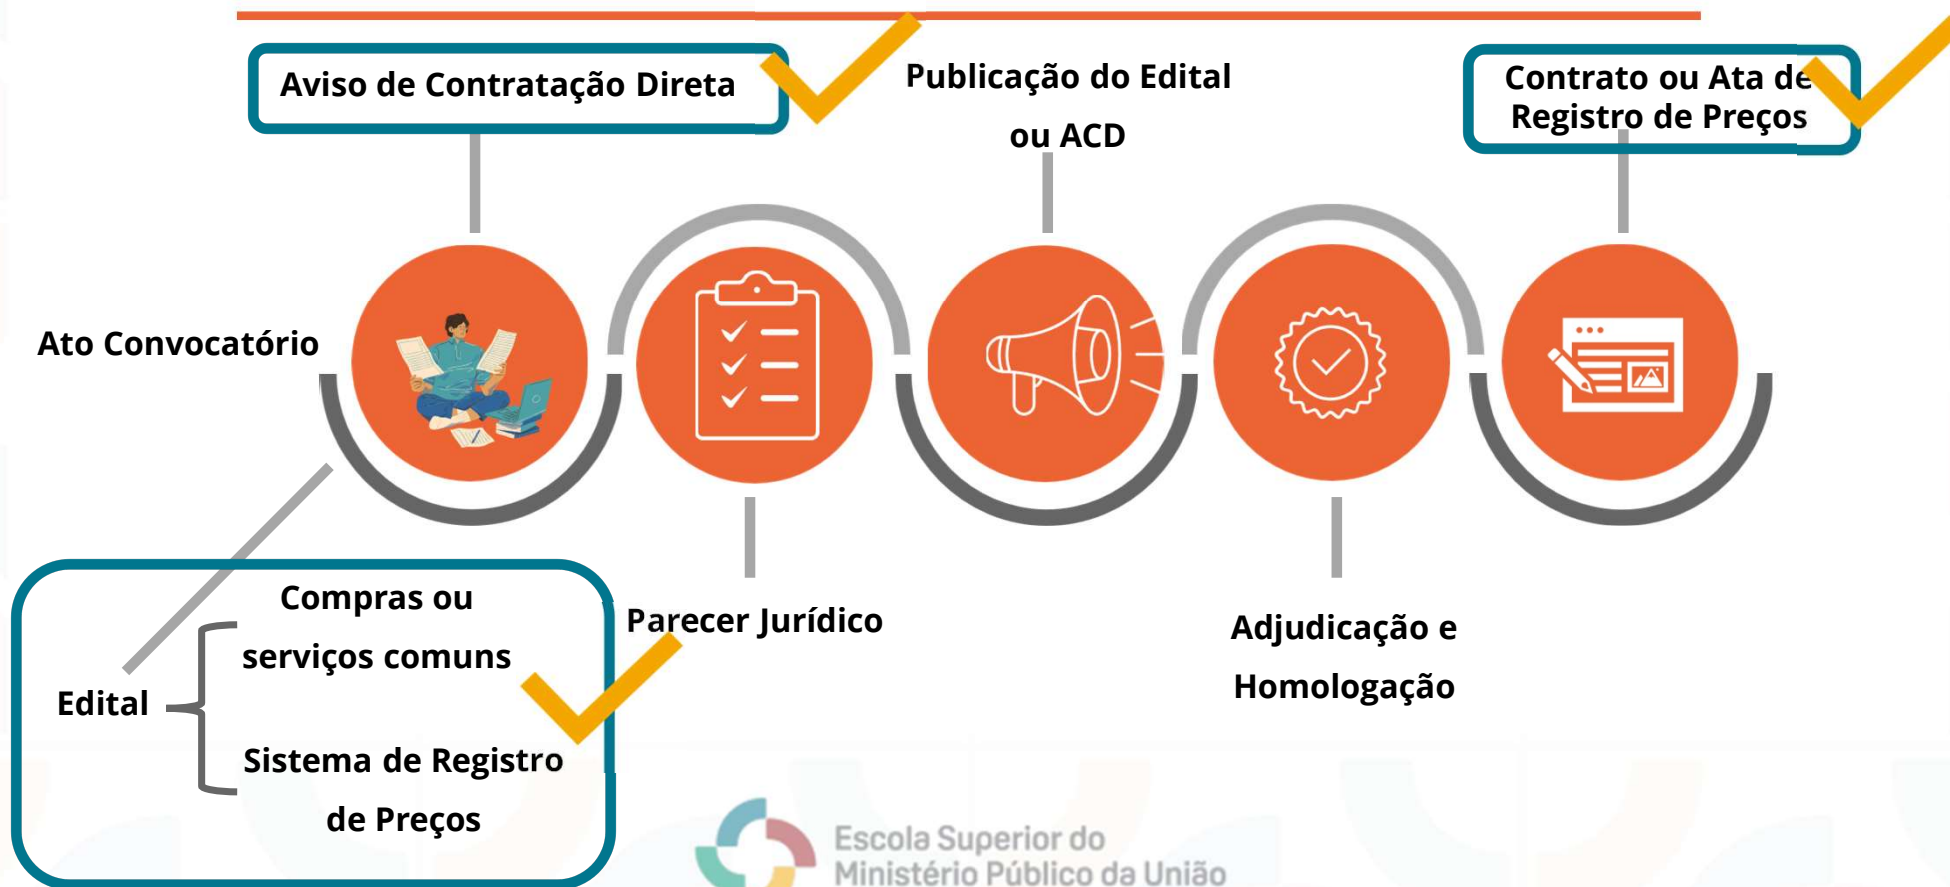 Aviso de Contratação Direta
Publicação do Edital
ou ACD
Contrato ou Ata de
Registro de Preços
Ato Convocatório
Compras ou
serviços comuns
Edital
Sistema de Registro
de Preços
Parecer Jurídico
Adjudicação e
Homologação
Escola Superior do
Ministério Público da União